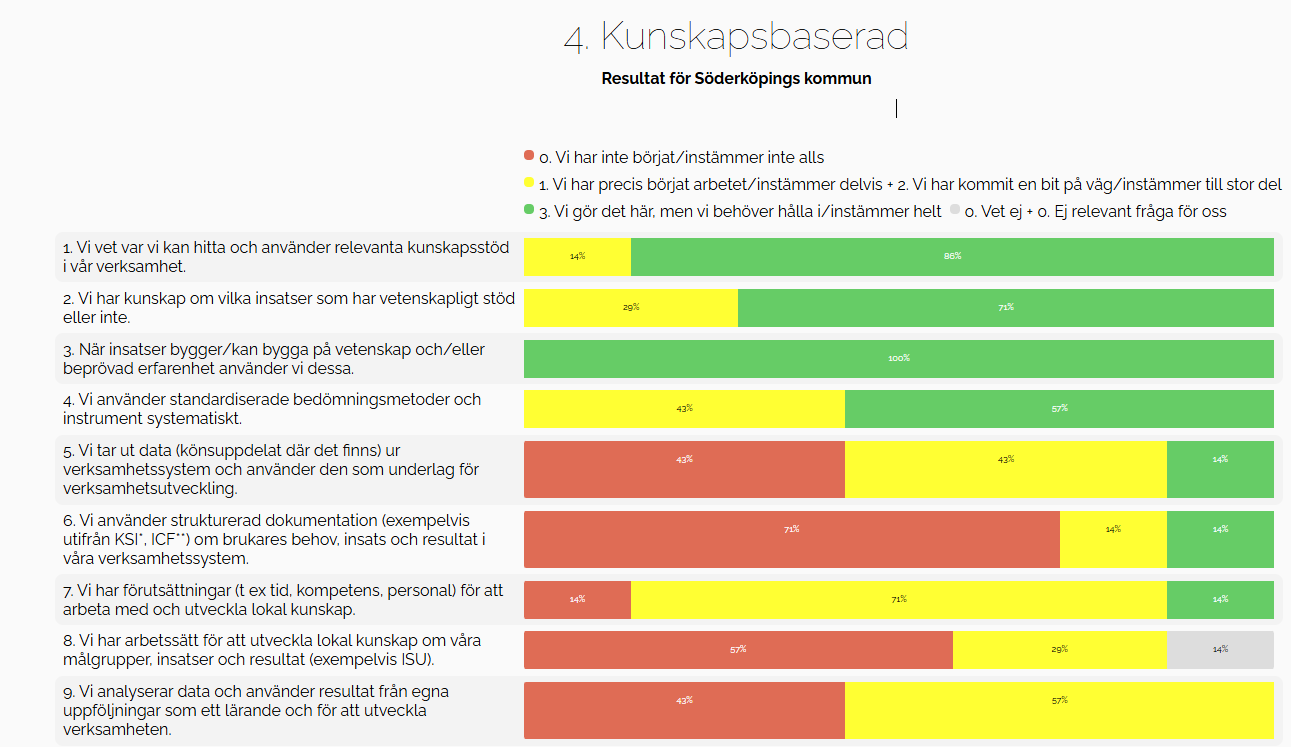 4. Kunskapsbaserad
Resultat för Söderköpings kommun
0. Vi har inte börjat/instämmer inte alls
1. Vi har precis börjat arbetet/instämmer delvis + 2. Vi har kommit en bit på väg/instämmer till stor del
3. Vi gör det här, men vi behöver hålla i/instämmer helt 0. Vet ej + 0. Ej relevant fråga för oss
1. Vi vet var vi kan hitta och använder relevanta kunskapsstöd
i vår verksamhet.
14% 86%
2. Vi har kunskap om vilka insatser som har vetenskapligt stöd
eller inte.
29% 71%
3. När insatser bygger/kan bygga på vetenskap och/eller
beprövad erfarenhet använder vi dessa.
100%
4. Vi använder standardiserade bedömningsmetoder och
instrument systematiskt.
43% 57%
5. Vi tar ut data (könsuppdelat där det finns) ur
verksamhetssystem och använder den som underlag för
verksamhetsutveckling.
43% 43% 14%
6. Vi använder strukturerad dokumentation (exempelvis
utifrån KSI*, ICF**) om brukares behov, insats och resultat i
våra verksamhetssystem.
71% 14% 14%
7. Vi har förutsättningar (t ex tid, kompetens, personal) för att
arbeta med och utveckla lokal kunskap.
14% 71% 14%
8. Vi har arbetssätt för att utveckla lokal kunskap om våra
målgrupper, insatser och resultat (exempelvis ISU).
57% 29% 14%
9. Vi analyserar data och använder resultat från egna
uppföljningar som ett lärande och för att utveckla
verksamheten.
43% 57%